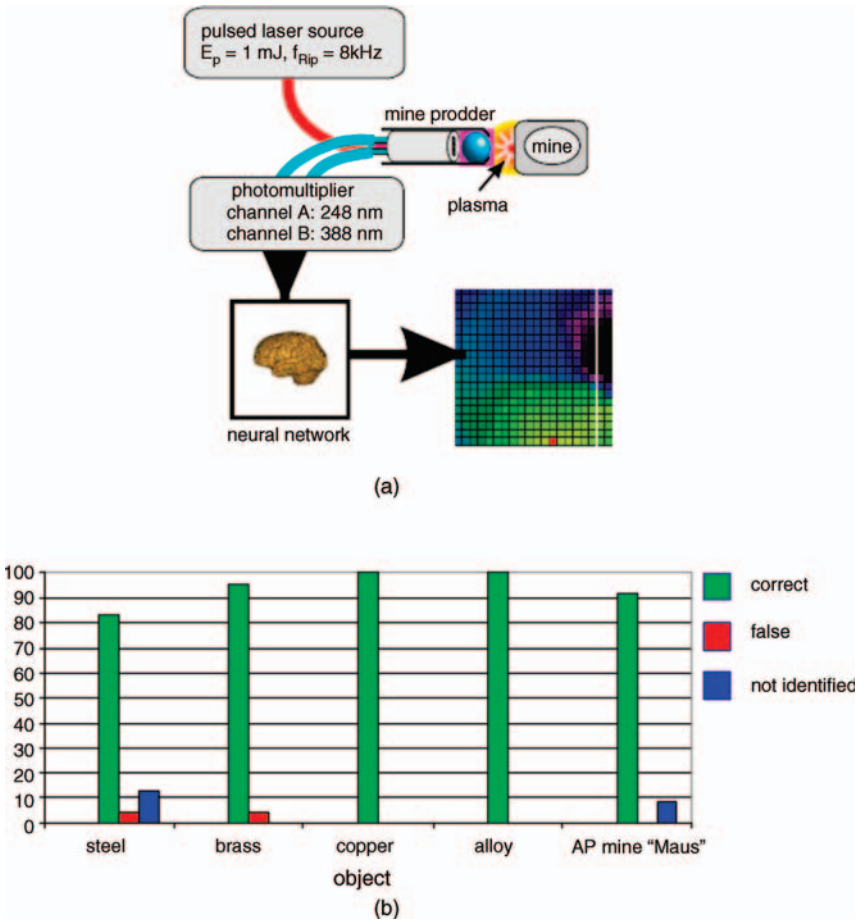 pulsed laser source
E_p = 1 mJ, f_Rip = 8kHz
mine prodder
mine
plasma
photomultiplier
channel A: 248 nm
channel B: 388 nm
neural network
(a)
100
90
80
70
60
50
40
30
20
10
0
steel
brass
copper
alloy
AP mine "Maus"
object
correct
false
not identified
(b)